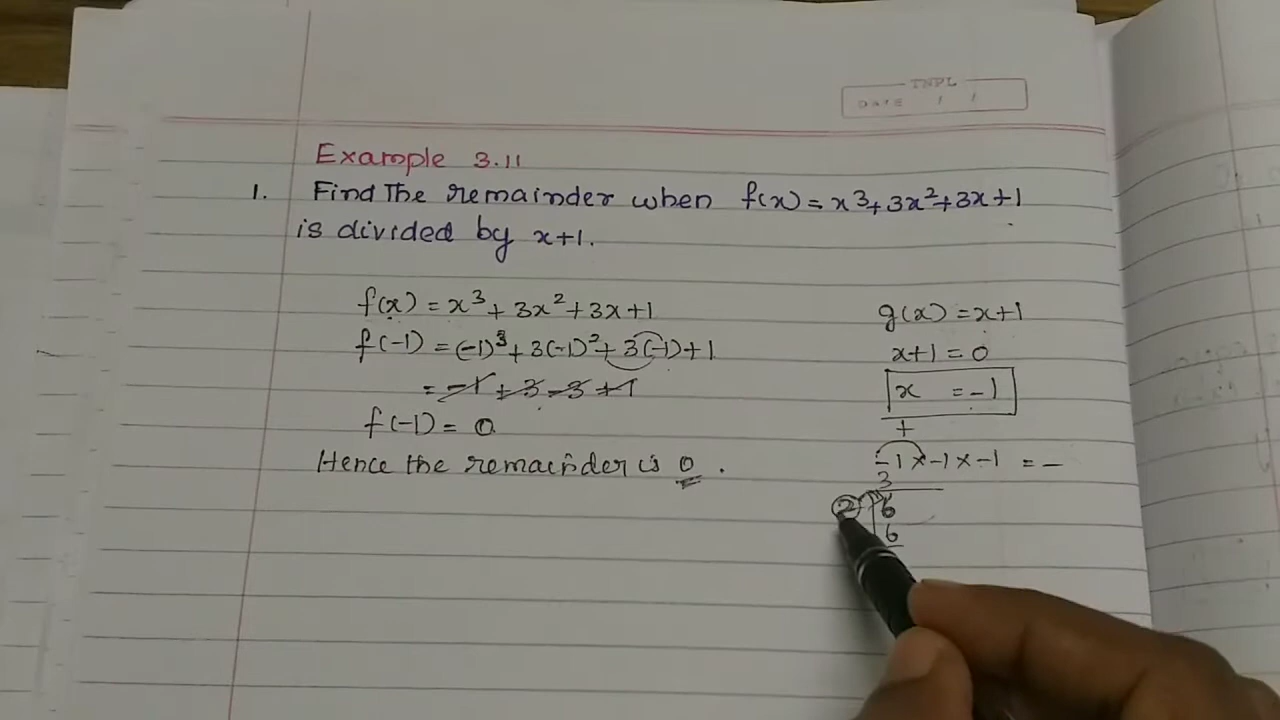 TNPL
DATE / /
Example 3.11
1. Find The remainder when f(x) = x³+3x²+3x+1
is divided by x+1.
f(x) = x³+3x²+3x+1
f(-1) = (-1)³+3(-1)²+3(-1)+1
= -1+3-3+1
f(-1) = 0
Hence the remainder is 0.
g(x) = x+1
x+1 = 0
x = -1
+
-1×-1×-1 = -
3
2 6
6